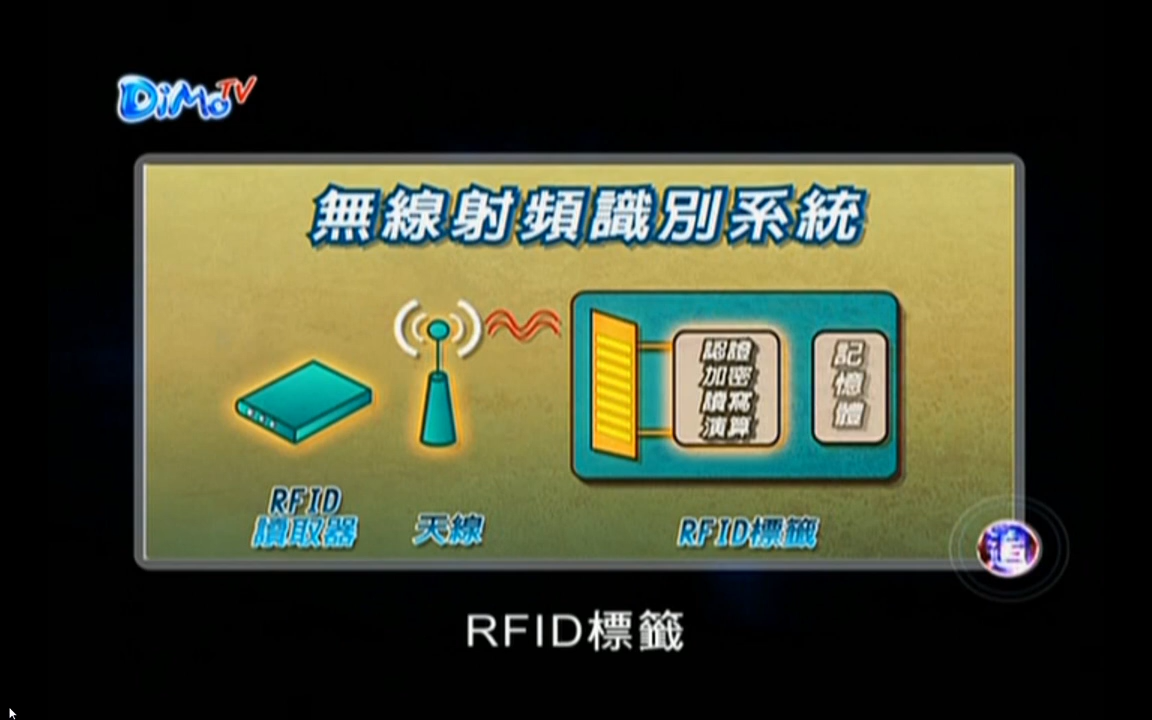 DiMo TV
無線射頻識別系統
認證
加密
讀寫
演算
記
憶
體
RFID
讀取器
天線
RFID標籤
追
RFID標籤